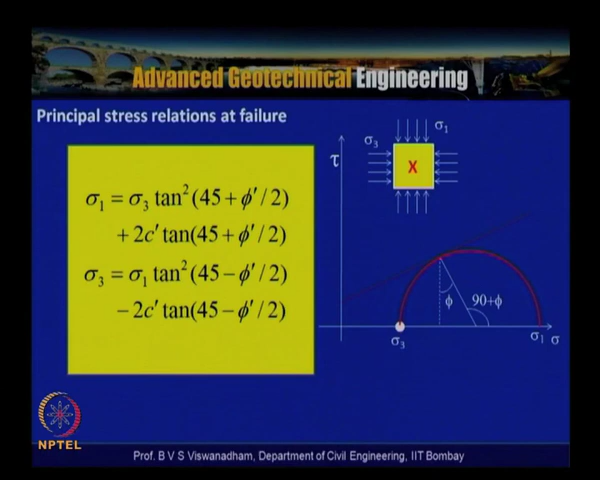 Advanced Geotechnical Engineering
Principal stress relations at failure
σ₁ = σ₃ tan²(45+ϕ′/2)
+ 2c′ tan(45+ϕ′/2)
σ₃ = σ₁ tan²(45−ϕ′/2)
− 2c′ tan(45−ϕ′/2)
σ₁
σ₃
τ
X
ϕ
90+ϕ
σ₃
σ₁ σ
NPTEL
Prof. B V S Viswanadham, Department of Civil Engineering, IIT Bombay